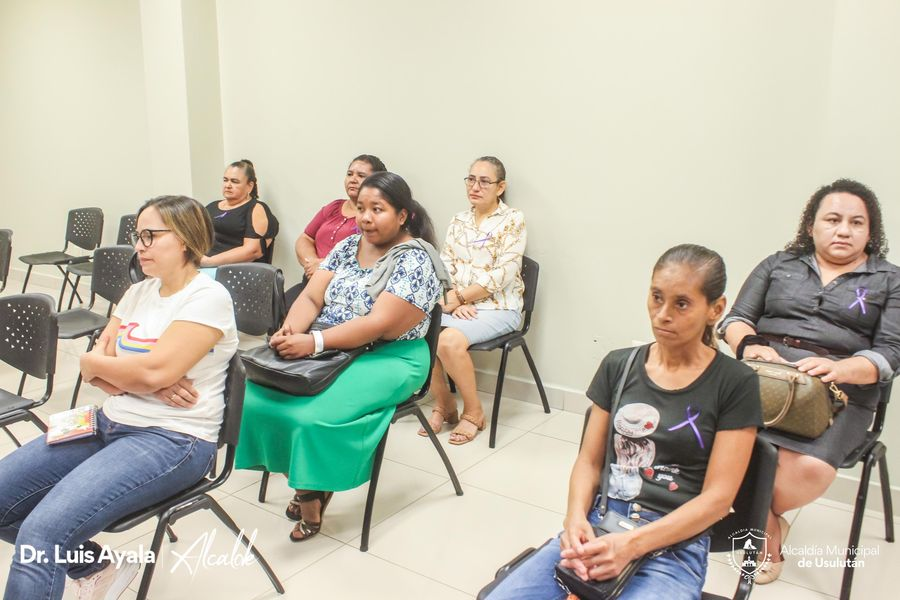 Dr. Luis Ayala
Alcalde
Alcaldía Municipal
de Usulután